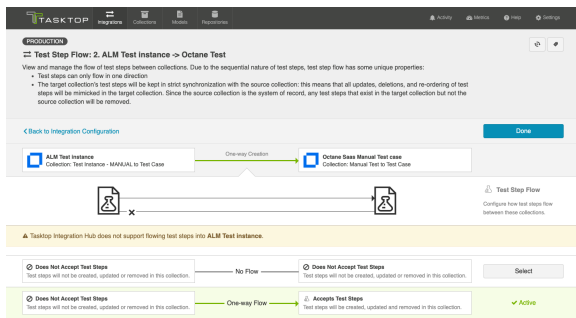 TASKTOP
Integrations
Collections
Models
Repositories
Activity
Metrics
Help
Settings
PRODUCTION
Test Step Flow: 2. ALM Test instance -> Octane Test
View and manage the flow of test steps between collections. Due to the sequential nature of test steps, test step flow has some unique properties:
• Test steps can only flow in one direction
• The target collection's test steps will be kept in strict synchronization with the source collection: this means that all updates, deletions, and re-ordering of test
steps will be mimicked in the target collection. Since the source collection is the system of record, any test steps that exist in the target collection but not the
source collection will be removed.
Back to Integration Configuration
Done
ALM Test Instance
Collection: Test Instance - MANUAL to Test Case
One-way Creation
Octane Saas Manual Test case
Collection: Manual Test to Test Case
Test Step Flow
Configure how test steps flow
between these collections.
Tasktop Integration Hub does not support flowing test steps into ALM Test instance.
Does Not Accept Test Steps
Test steps will not be created, updated or removed in this collection.
No Flow
Does Not Accept Test Steps
Test steps will not be created, updated or removed in this collection.
Select
Does Not Accept Test Steps
Test steps will not be created, updated or removed in this collection.
One-way Flow
Accepts Test Steps
Test steps will be created, updated and removed in this collection.
Active